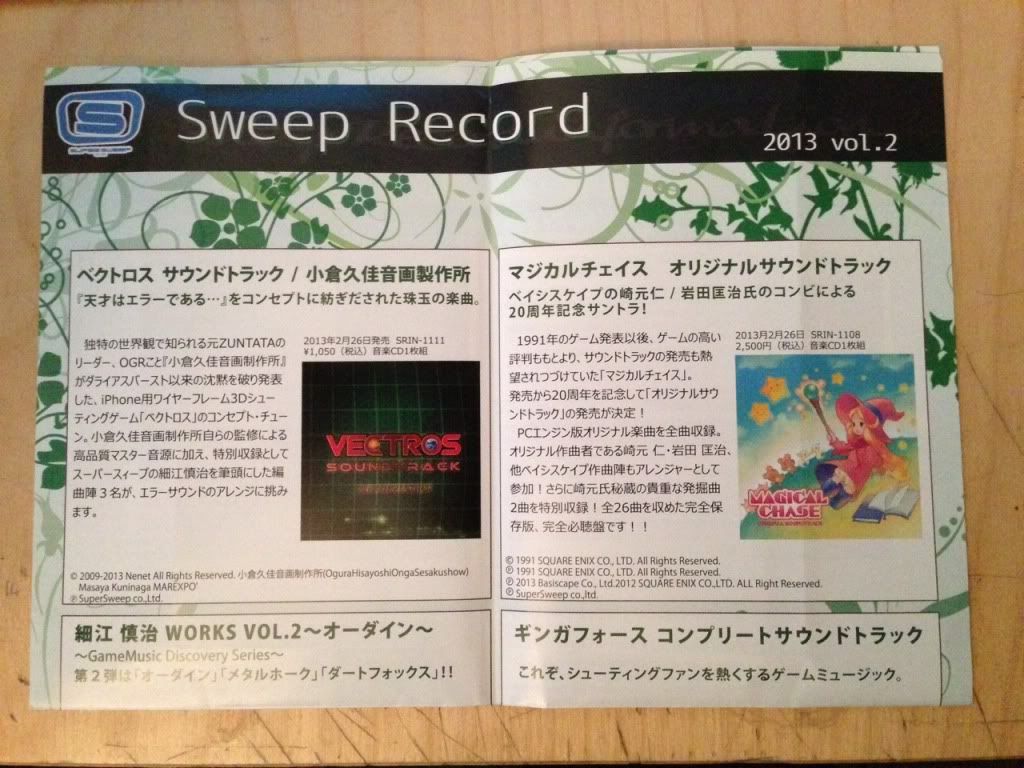 S
SUPER SWEEP
Sweep Record
2013 vol.2
ベクトロス サウンドトラック / 小倉久佳音画製作所
『天才はエラーである…』をコンセプトに紡ぎだされた珠玉の楽曲。
独特の世界観で知られる元ZUNTATAの
リーダー、OGRこと『小倉久佳音画制作所』
がダライアスバースト以来の沈黙を破り発表
した、iPhone用ワイヤーフレーム3Dシュー
ティングゲーム「ベクトロス」のコンセプト・チュー
ン。小倉久佳音画制作所自らの監修による
高品質マスター音源に加え、特別収録として
スーパースィープの細江慎治を筆頭にした編
曲陣3名が、エラーサウンドのアレンジに挑み
ます。
2013年2月26日発売 SRIN-1111
¥1,050（税込）音楽CD1枚組
VECTROS
SOUNDTRACK
© 2009-2013 Nenet All Rights Reserved. 小倉久佳音画制作所(OguraHisayoshiOngaSesakushow)
Masaya Kuninaga MAREXPO'
℗ SuperSweep co,ltd.
マジカルチェイス オリジナルサウンドトラック
ベイシスケイプの崎元仁 / 岩田匡治氏のコンビによる
20周年記念サントラ!
1991年のゲーム発表以後、ゲームの高い
評判ももとより、サウンドトラックの発売も熱
望されつづけていた「マジカルチェイス」。
発売から20周年を記念して「オリジナルサウ
ンドトラック」の発売が決定！
PCエンジン版オリジナル楽曲を全曲収録。
オリジナル作曲者である崎元 仁・岩田 匡治、
他ベイシスケイプ作曲陣もアレンジャーとして
参加！さらに崎元氏秘蔵の貴重な発掘曲
2曲を特別収録！全26曲を収めた完全保
存版、完全必聴盤です！！
2013月2月26日 SRIN-1108
2,500円（税込）音楽CD1枚組
MAGICAL
CHASE
ORIGINAL SOUNDTRACK
© 1991 SQUARE ENIX CO., LTD. All Rights Reserved.
℗ 1991 SQUARE ENIX CO., LTD. All Rights Reserved.
℗ 2013 Basiscape Co., Ltd.2012 SQUARE ENIX CO.,LTD. ALL Right Reserved.
℗ SuperSweep co.,ltd.
細江 慎治 WORKS VOL.2〜オーダイン〜
〜GameMusic Discovery Series〜
第2弾は「オーダイン」「メタルホーク」「ダートフォックス」!!
ギンガフォース コンプリートサウンドトラック
これぞ、シューティングファンを熱くするゲームミュージック。